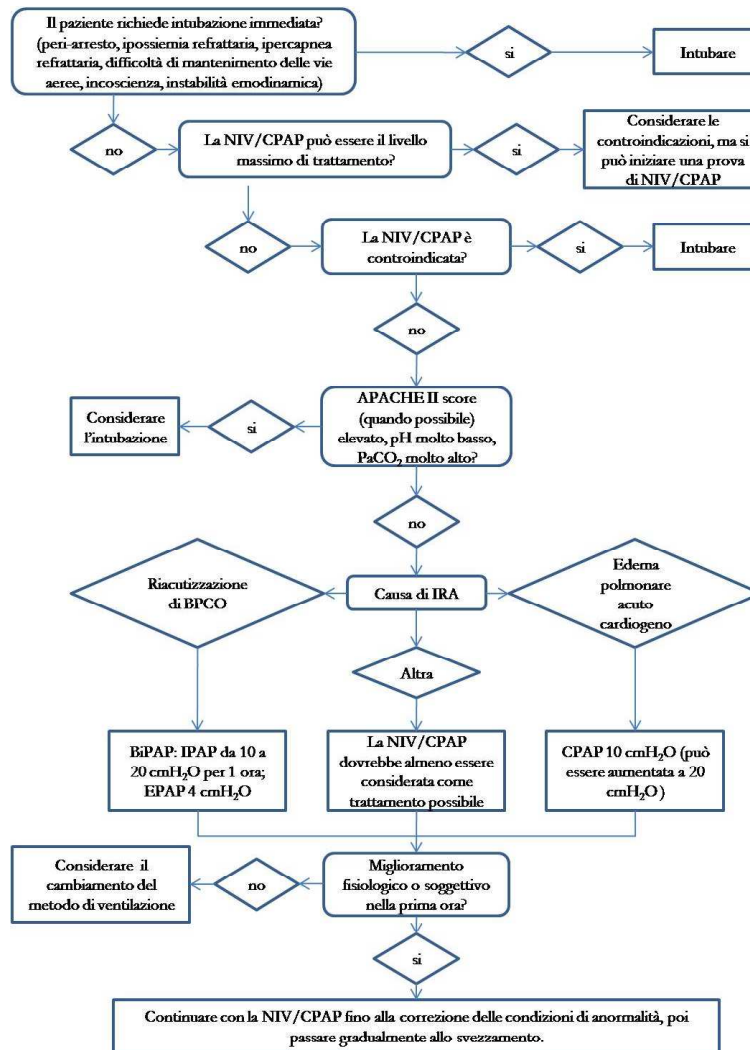 Il paziente richiede intubazione immediata?
(peri-arresto, ipossiemia refrattaria, ipercapnea
refrattaria, difficoltà di mantenimento delle vie
aeree, incoscienza, instabilità emodinamica)
si
Intubare
no
La NIV/CPAP può essere il livello
massimo di trattamento?
si
Considerare le
controindicazioni, ma si
può iniziare una prova
di NIV/CPAP
no
La NIV/CPAP è
controindicata?
si
Intubare
no
APACHE II score
(quando possibile)
elevato, pH molto basso,
PaCO₂ molto alto?
si
Considerare
l'intubazione
no
Causa di IRA
Riacutizzazione
di BPCO
Altra
Edema
polmonare
acuto
cardiogeno
BiPAP: IPAP da 10 a
20 cmH₂O per 1 ora;
EPAP 4 cmH₂O
La NIV/CPAP
dovrebbe almeno essere
considerata come
trattamento possibile
CPAP 10 cmH₂O (può
essere aumentata a 20
cmH₂O )
Miglioramento
fisiologico o soggettivo
nella prima ora?
no
Considerare il
cambiamento del
metodo di ventilazione
si
Continuare con la NIV/CPAP fino alla correzione delle condizioni di anormalità, poi
passare gradualmente allo svezzamento.